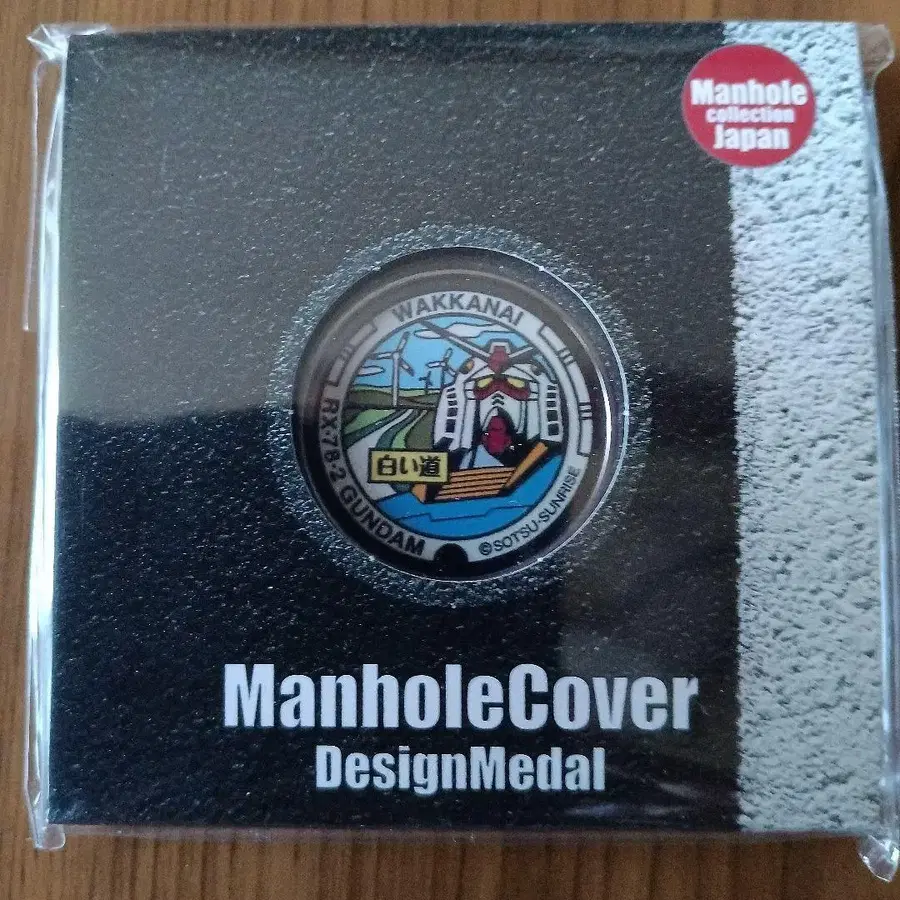 Manhole
collection
Japan
WAKKANAI
RX-78-2 GUNDAM
白い道
©SOTSU·SUNRISE
ManholeCover
DesignMedal